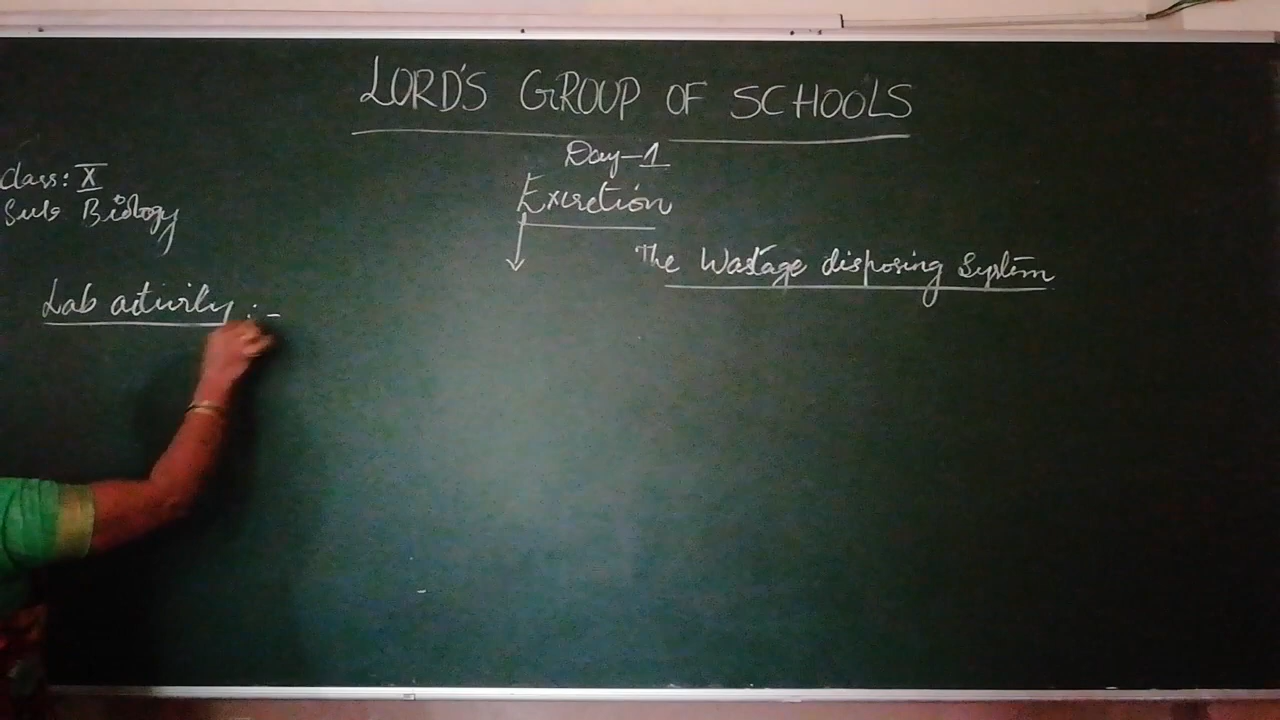 LORD'S GROUP OF SCHOOLS
Day-1
Class: X
Excretion
Sub: Biology
The Wastage disposing System
Lab activity :-